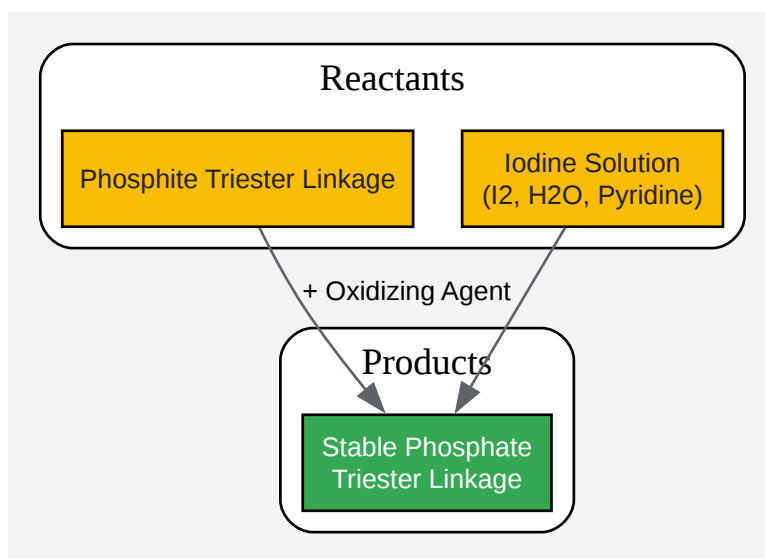 Reactants
Phosphite Triester Linkage
Iodine Solution
(I2, H2O, Pyridine)
+ Oxidizing Agent
Products
Stable Phosphate
Triester Linkage